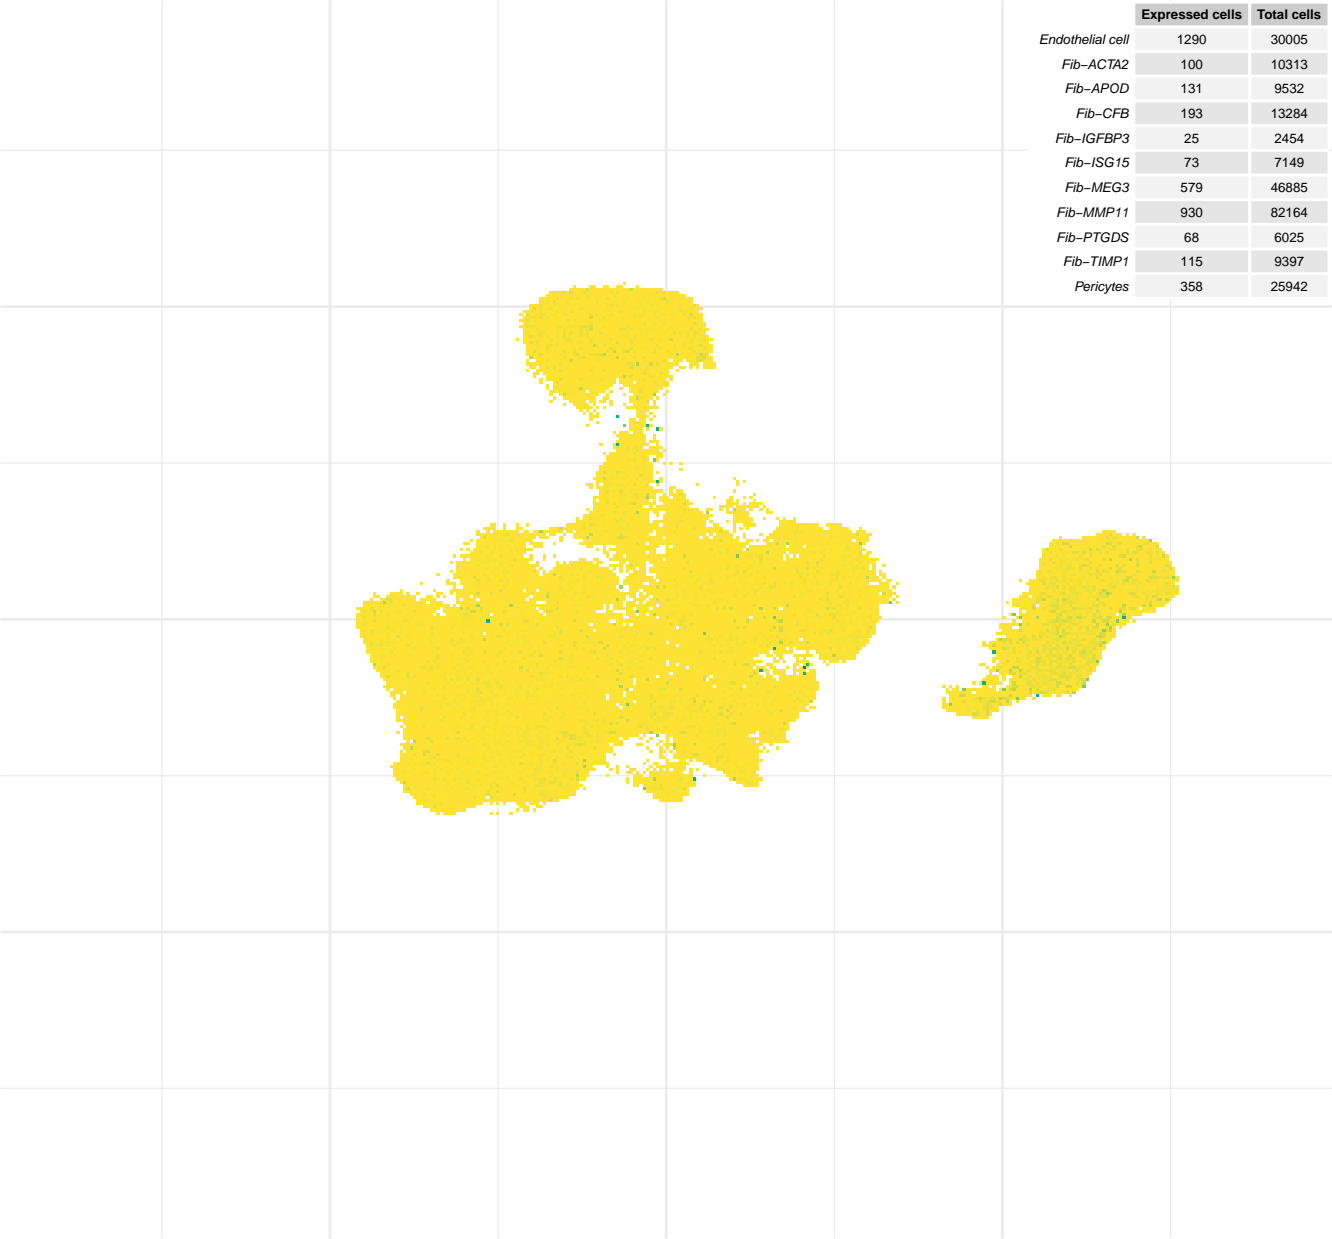 Expressed cells Total cells
Endothelial cell 1290 30005
Fib−ACTA2 100 10313
Fib−APOD 131 9532
Fib−CFB 193 13284
Fib−IGFBP3 25 2454
Fib−ISG15 73 7149
Fib−MEG3 579 46885
Fib−MMP11 930 82164
Fib−PTGDS 68 6025
Fib−TIMP1 115 9397
Pericytes 358 25942